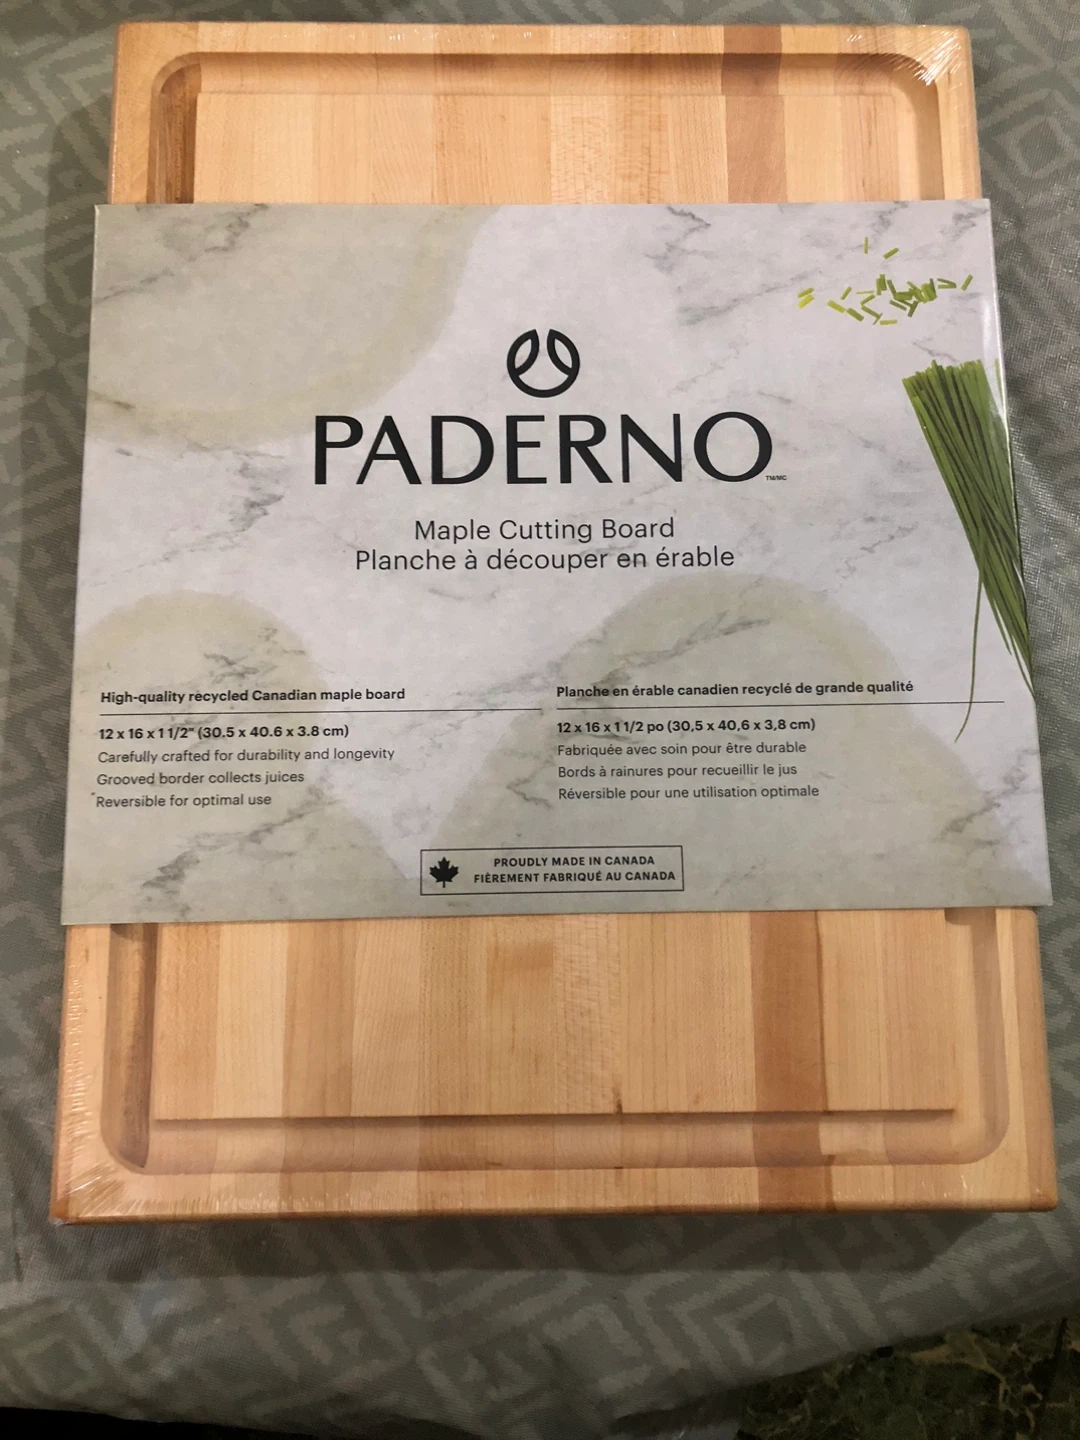 PADERNO
TM/MC
Maple Cutting Board
Planche à découper en érable
High-quality recycled Canadian maple board
12 x 16 x 1 1/2" (30.5 x 40.6 x 3.8 cm)
Carefully crafted for durability and longevity
Grooved border collects juices
Reversible for optimal use
Planche en érable canadien recyclé de grande qualité
12 x 16 x 1 1/2 po (30,5 x 40,6 x 3,8 cm)
Fabriquée avec soin pour être durable
Bords à rainures pour recueillir le jus
Réversible pour une utilisation optimale
PROUDLY MADE IN CANADA
FIÈREMENT FABRIQUÉ AU CANADA